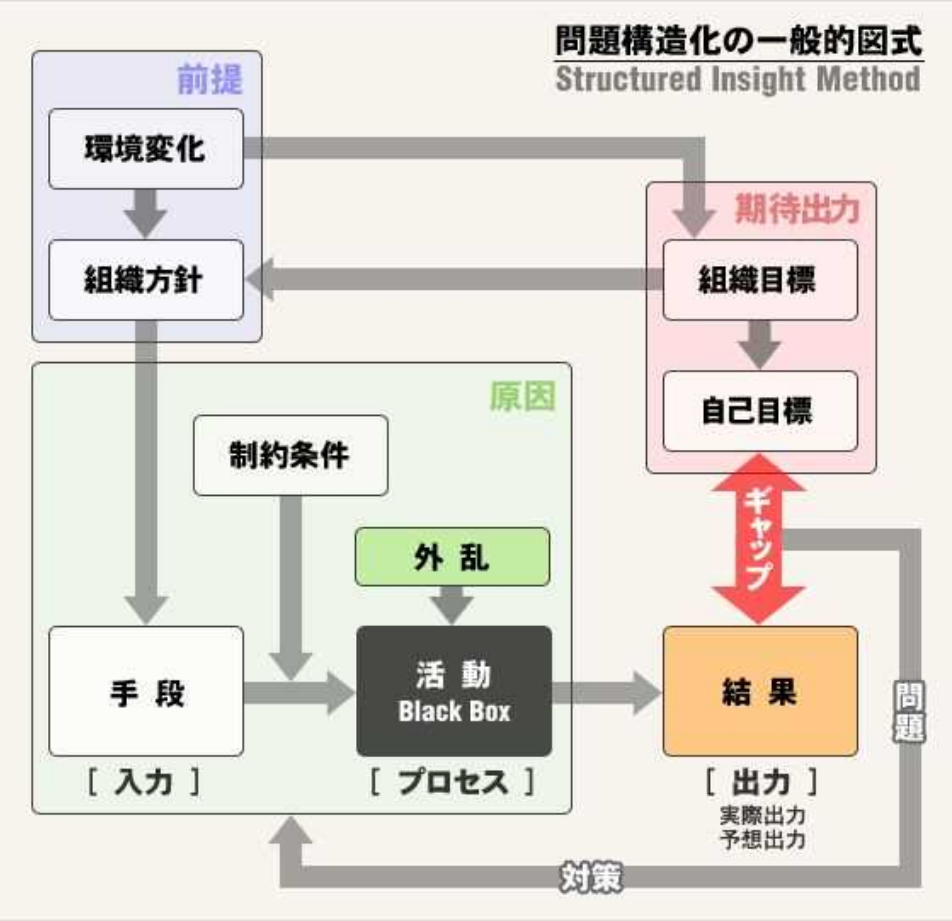 問題構造化の一般的図式
Structured Insight Method
前提
環境変化
組織方針
期待出力
組織目標
自己目標
原因
制約条件
外 乱
ギャップ
手 段
活 動
Black Box
結 果
問題
[ 入力 ]
[ プロセス ]
[ 出力 ]
実際出力
予想出力
対策